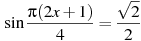 sin π(2x+1)/4 = √2/2